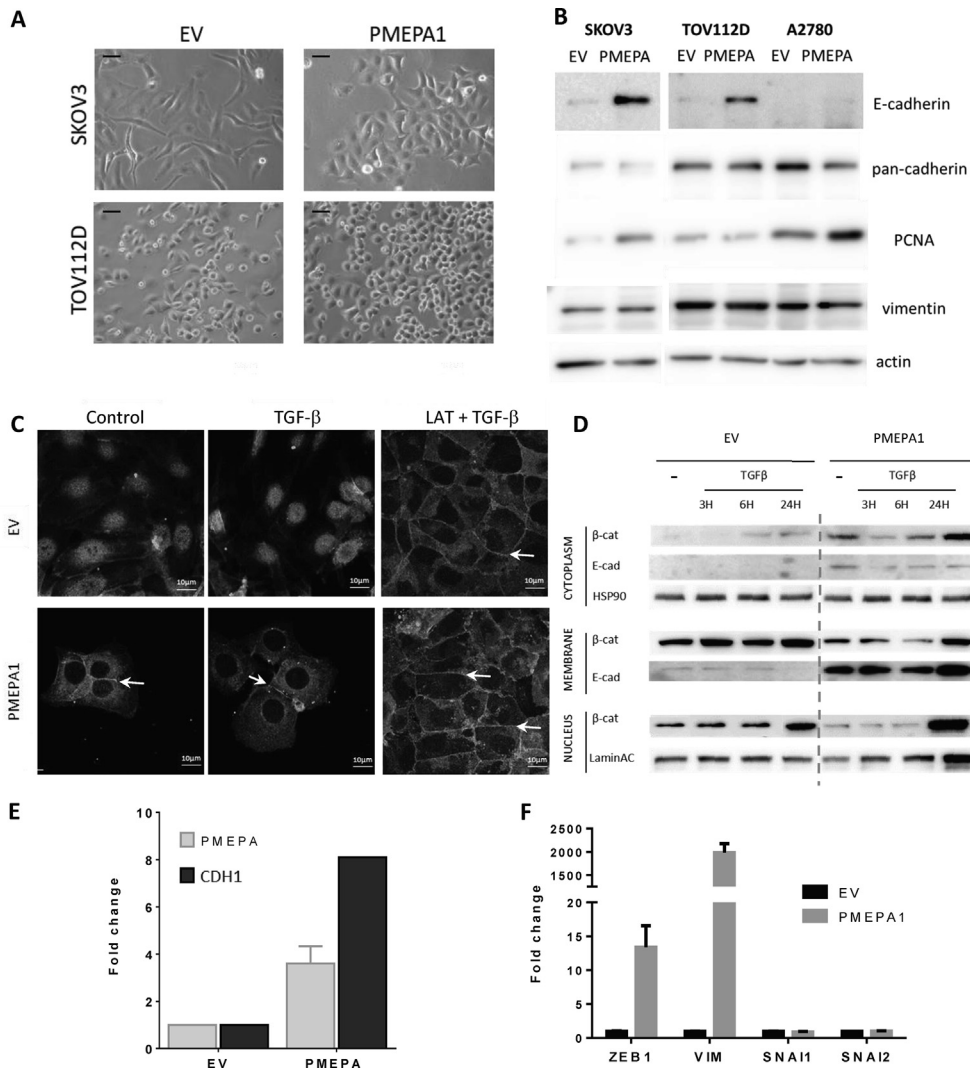 A
EV PMEPA1
SKOV3
TOV112D
B
SKOV3 TOV112D A2780
EV PMEPA EV PMEPA EV PMEPA
E-cadherin
pan-cadherin
PCNA
vimentin
actin
C
Control TGF-β LAT + TGF-β
EV
10μm 10μm 10μm
PMEPA1
10μm 10μm 10μm
D
EV PMEPA1
- TGFβ - TGFβ
3H 6H 24H 3H 6H 24H
CYTOPLASM
β-cat
E-cad
HSP90
MEMBRANE
β-cat
E-cad
NUCLEUS
β-cat
LaminAC
E
Fold change
10
8
6
4
2
0
PMEPA
CDH1
EV PMEPA
F
Fold change
2500
2000
1500
20
15
10
5
0
EV
PMEPA1
ZEB1 VIM SNAI1 SNAI2